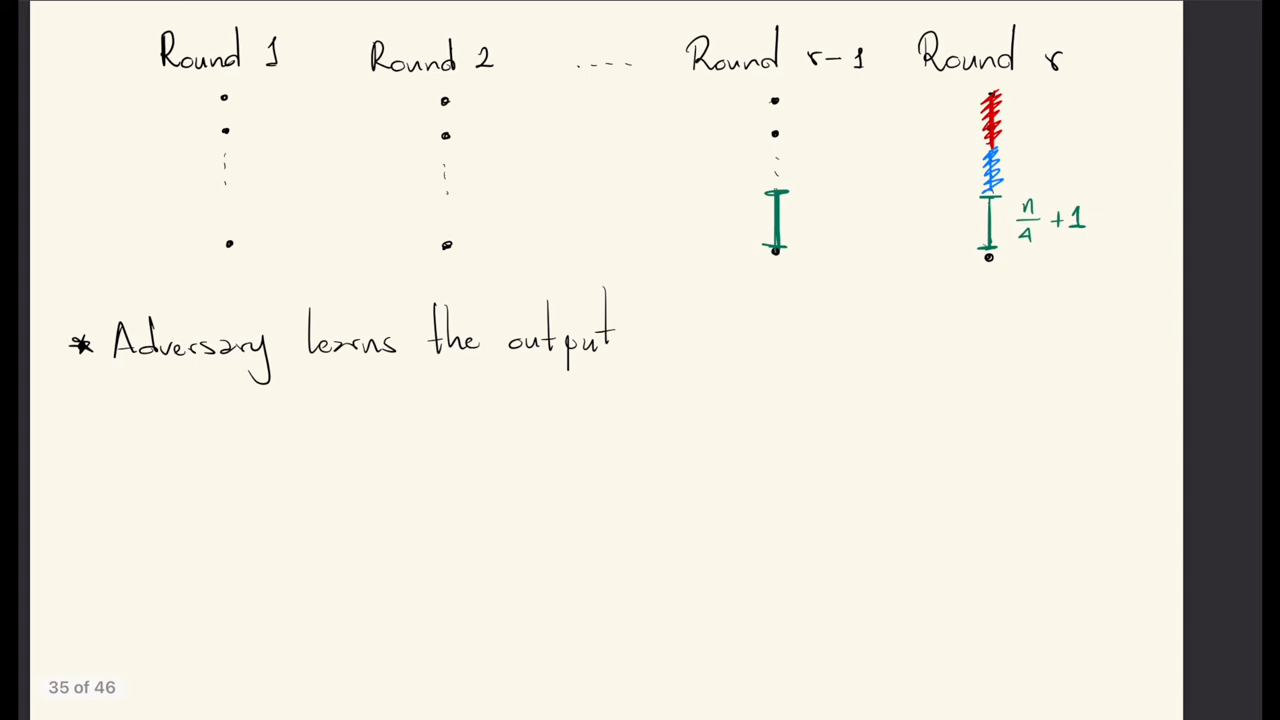 Round 1 Round 2 .... Round r-1 Round r
n/4 +1
* Adversary learns the output
35 of 46